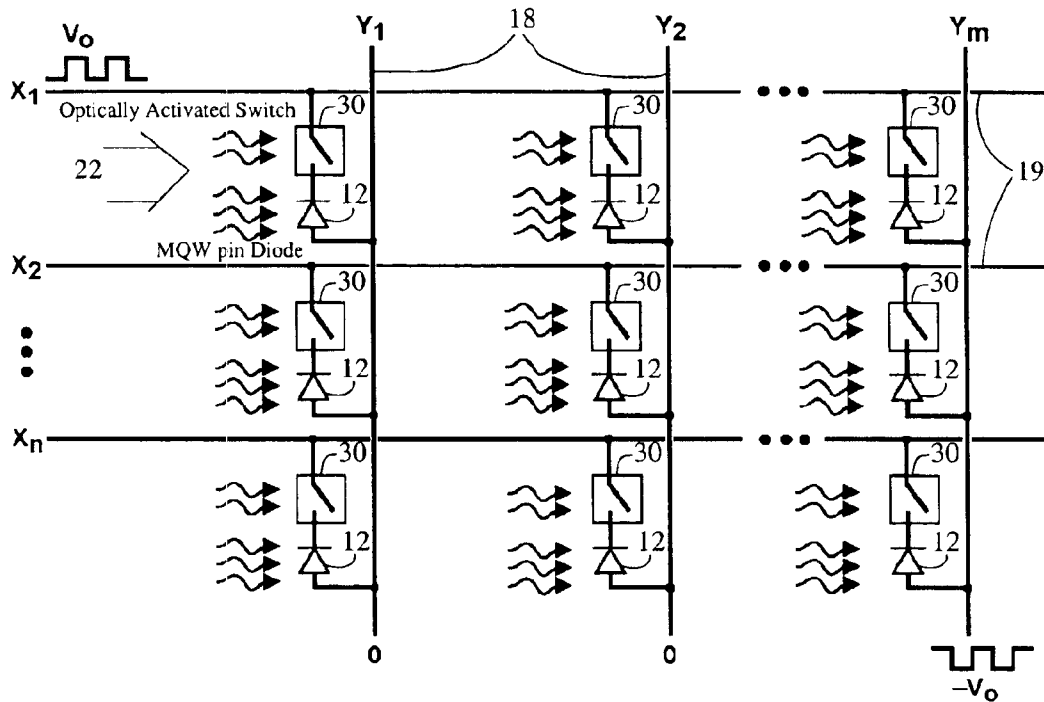 Vo Y1 18 Y2 Ym
X1
Optically Activated Switch 30 30 30
22 19
12 12 12
MQW pin Diode
X2
30 30 30
12 12 12
Xn
30 30 30
12 12 12
0 0
–Vo